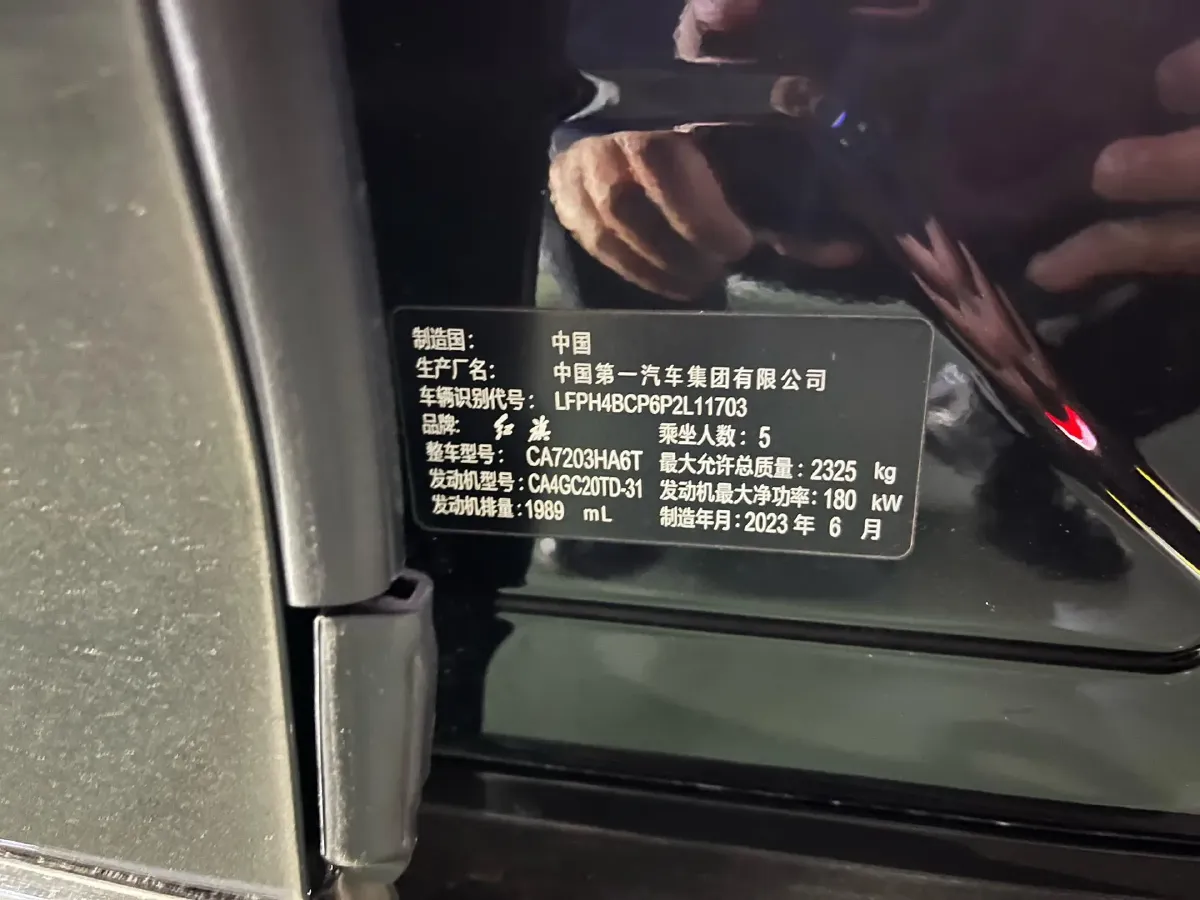 制造国： 中国
生产厂名： 中国第一汽车集团有限公司
车辆识别代号： LFPH4BCP6P2L11703
品牌： 红旗 乘坐人数：5
整车型号： CA7203HA6T 最大允许总质量：2325 kg
发动机型号：CA4GC20TD-31 发动机最大净功率：180 kW
发动机排量：1989 mL 制造年月：2023 年 6 月